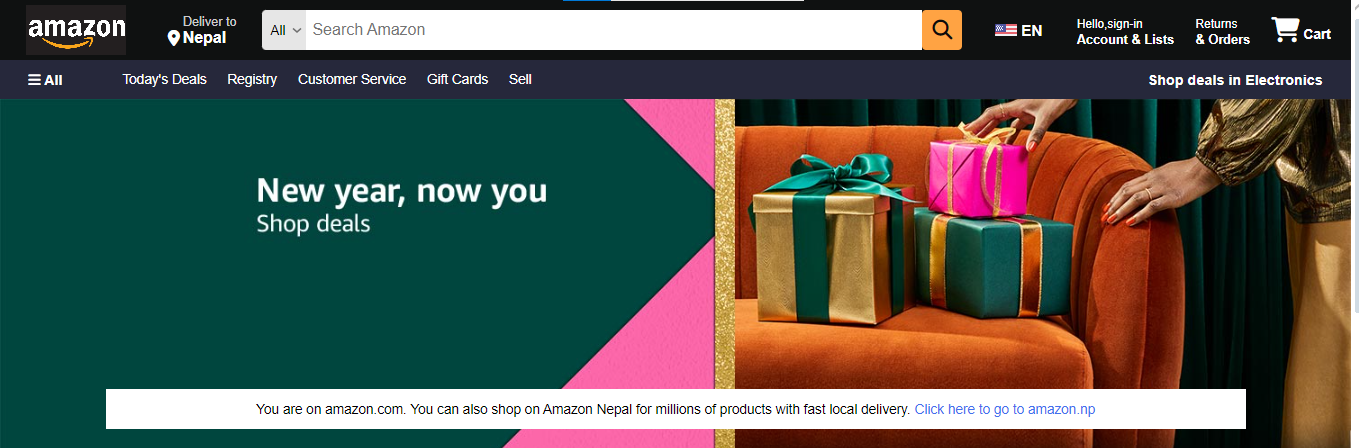 amazon
Deliver to
Nepal
All
Search Amazon
EN
Hello,sign-in
Account & Lists
Returns
& Orders
Cart
All
Today's Deals
Registry
Customer Service
Gift Cards
Sell
Shop deals in Electronics
New year, now you
Shop deals
You are on amazon.com. You can also shop on Amazon Nepal for millions of products with fast local delivery. Click here to go to amazon.np